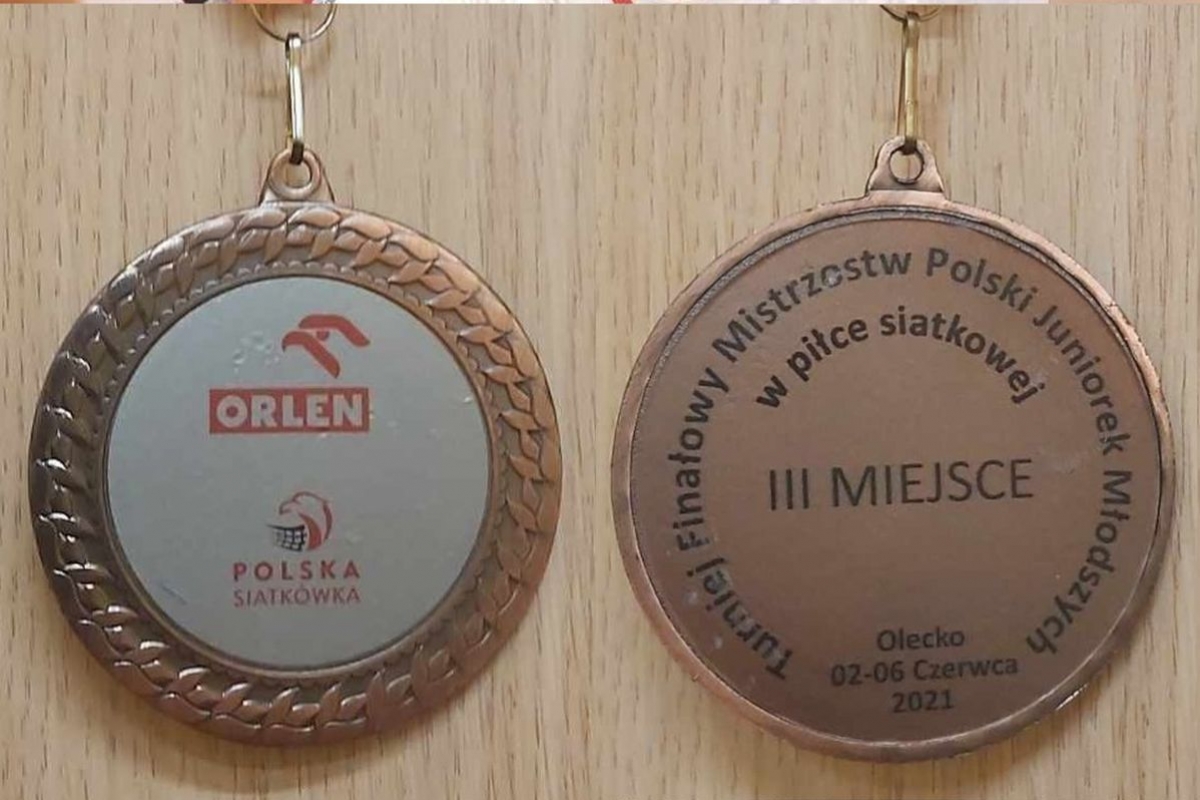 ORLEN
POLSKA
SIATKÓWKA
Turniej Finałowy Mistrzostw Polski Juniorek Młodszych
w piłce siatkowej
III MIEJSCE
Olecko
02-06 Czerwca
2021